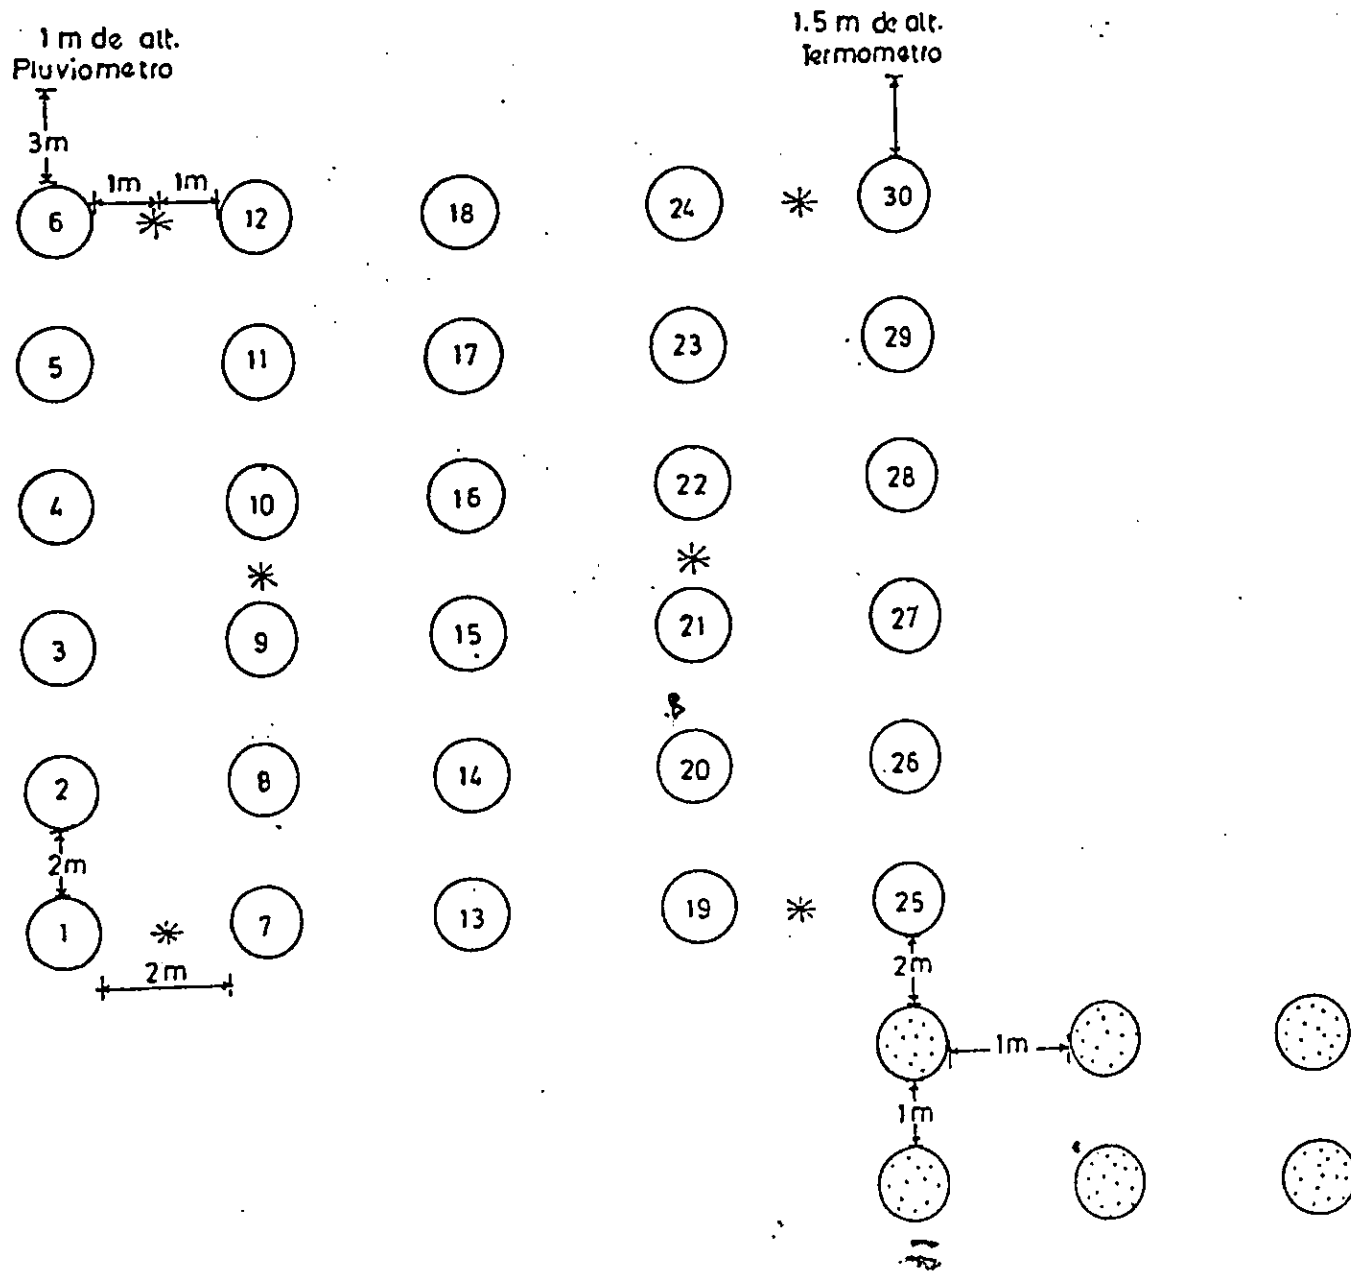 1 m de alt.
Pluviometro
1.5 m de alt.
Termometro
3m
1m 1m
6 12 18 24 30
5 11 17 23 29
4 10 16 22 28
3 9 15 21 27
2 8 14 20 26
2m
1 7 13 19 25
2m
2m
1m
1m